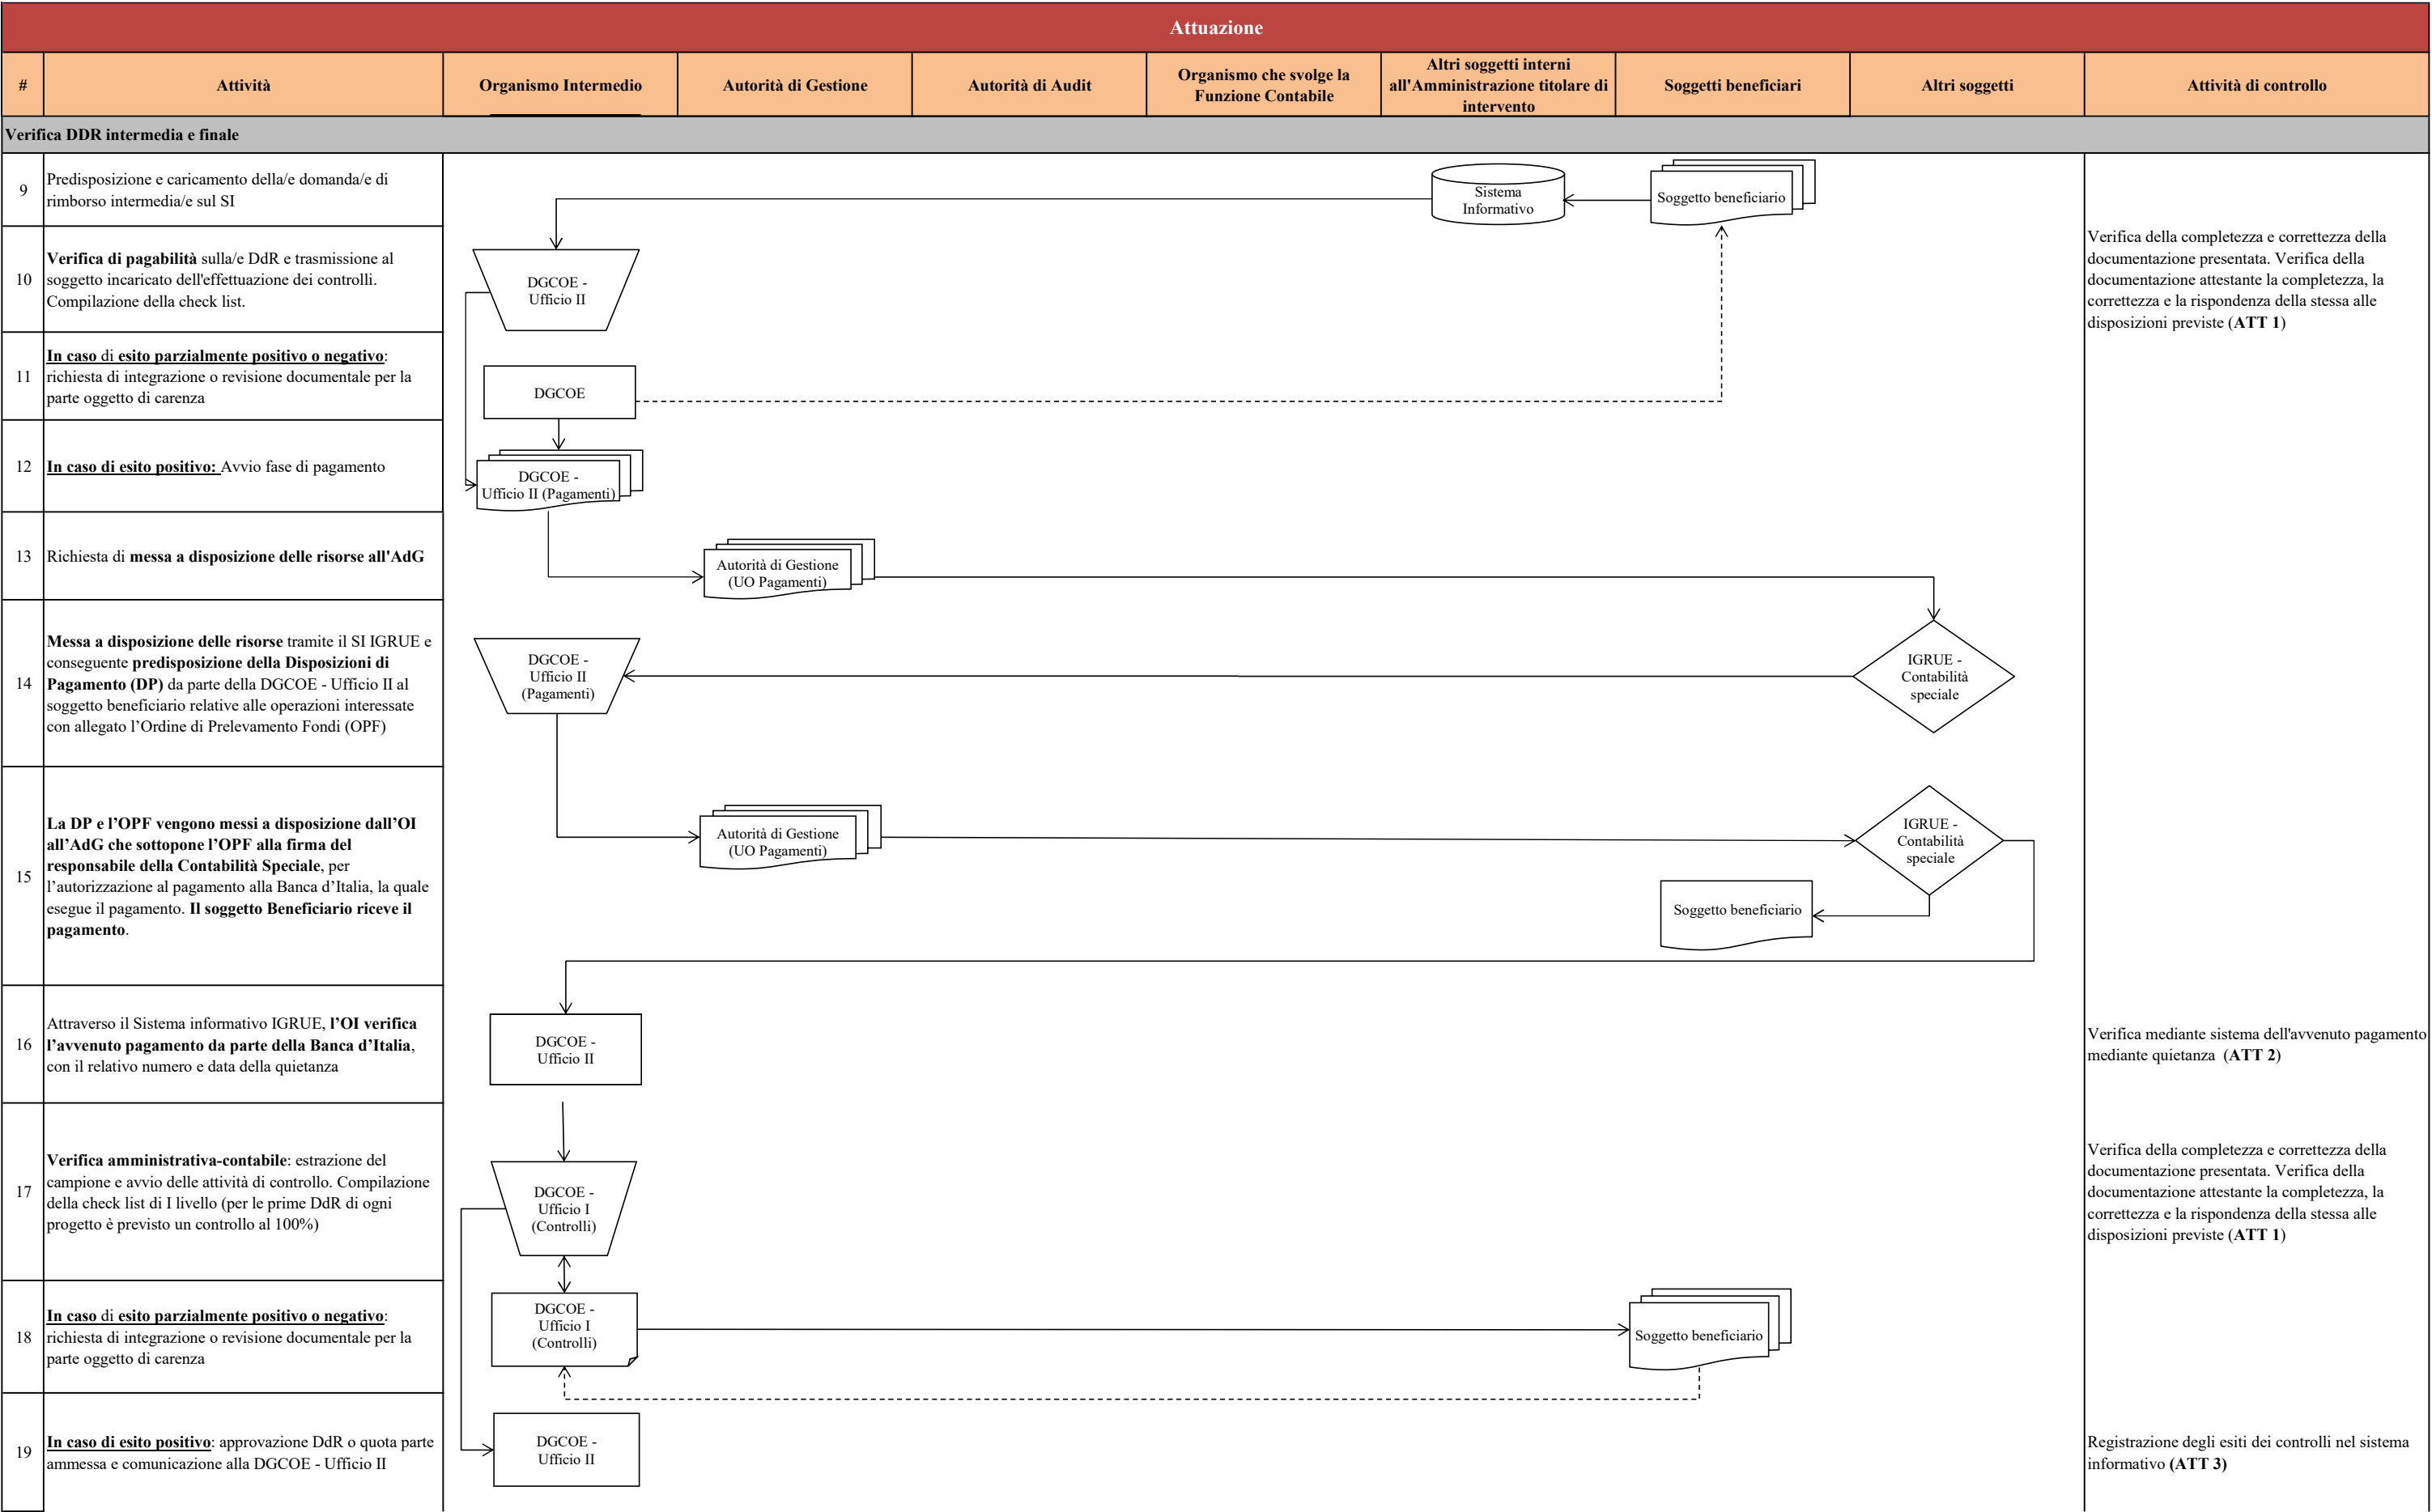 Attuazione
#
Attività
Organismo Intermedio
Autorità di Gestione
Autorità di Audit
Organismo che svolge la
Funzione Contabile
Altri soggetti interni
all'Amministrazione titolare di
intervento
Soggetti beneficiari
Altri soggetti
Attività di controllo
Verifica DDR intermedia e finale
9
Predisposizione e caricamento della/e domanda/e di
rimborso intermedia/e sul SI
Sistema
Informativo
Soggetto beneficiario
10
Verifica di pagabilità sulla/e DdR e trasmissione al
soggetto incaricato dell'effettuazione dei controlli.
Compilazione della check list.
DGCOE -
Ufficio II
Verifica della completezza e correttezza della
documentazione presentata. Verifica della
documentazione attestante la completezza, la
correttezza e la rispondenza della stessa alle
disposizioni previste (ATT 1)
11
In caso di esito parzialmente positivo o negativo:
richiesta di integrazione o revisione documentale per la
parte oggetto di carenza
DGCOE
12
In caso di esito positivo: Avvio fase di pagamento
DGCOE -
Ufficio II (Pagamenti)
13
Richiesta di messa a disposizione delle risorse all'AdG
Autorità di Gestione
(UO Pagamenti)
14
Messa a disposizione delle risorse tramite il SI IGRUE e
conseguente predisposizione della Disposizioni di
Pagamento (DP) da parte della DGCOE - Ufficio II al
soggetto beneficiario relative alle operazioni interessate
con allegato l’Ordine di Prelevamento Fondi (OPF)
DGCOE -
Ufficio II
(Pagamenti)
IGRUE -
Contabilità
speciale
15
La DP e l’OPF vengono messi a disposizione dall’OI
all’AdG che sottopone l’OPF alla firma del
responsabile della Contabilità Speciale, per
l’autorizzazione al pagamento alla Banca d’Italia, la quale
esegue il pagamento. Il soggetto Beneficiario riceve il
pagamento.
Autorità di Gestione
(UO Pagamenti)
IGRUE -
Contabilità
speciale
Soggetto beneficiario
16
Attraverso il Sistema informativo IGRUE, l’OI verifica
l’avvenuto pagamento da parte della Banca d’Italia,
con il relativo numero e data della quietanza
DGCOE -
Ufficio II
Verifica mediante sistema dell'avvenuto pagamento
mediante quietanza (ATT 2)
17
Verifica amministrativa-contabile: estrazione del
campione e avvio delle attività di controllo. Compilazione
della check list di I livello (per le prime DdR di ogni
progetto è previsto un controllo al 100%)
DGCOE -
Ufficio I
(Controlli)
Verifica della completezza e correttezza della
documentazione presentata. Verifica della
documentazione attestante la completezza, la
correttezza e la rispondenza della stessa alle
disposizioni previste (ATT 1)
18
In caso di esito parzialmente positivo o negativo:
richiesta di integrazione o revisione documentale per la
parte oggetto di carenza
DGCOE -
Ufficio I
(Controlli)
Soggetto beneficiario
19
In caso di esito positivo: approvazione DdR o quota parte
ammessa e comunicazione alla DGCOE - Ufficio II
DGCOE -
Ufficio II
Registrazione degli esiti dei controlli nel sistema
informativo (ATT 3)